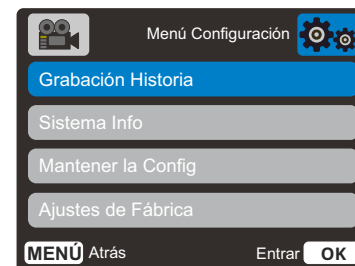 Menú Configuración
Grabación Historia
Sistema Info
Mantener la Config
Ajustes de Fábrica
MENÚ Atrás Entrar OK